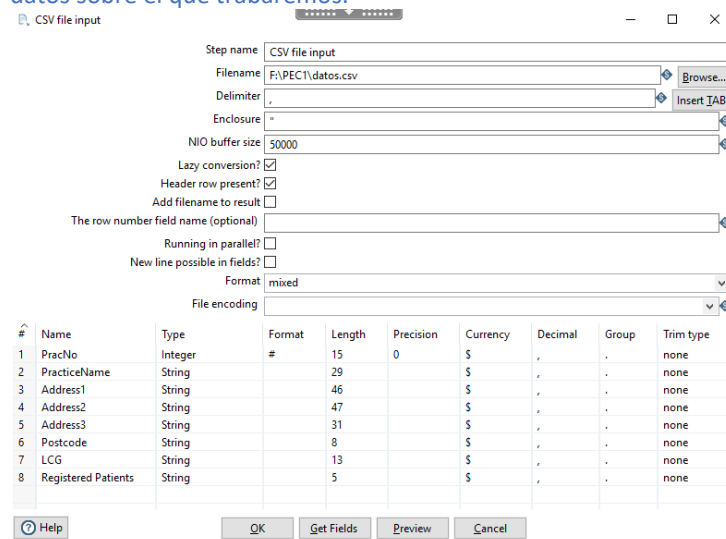 datos sobre el que trabaremos.
CSV file input
Step name CSV file input
Filename F:\PEC1\datos.csv Browse...
Delimiter , Insert TAB
Enclosure "
NIO buffer size 50000
Lazy conversion?
Header row present?
Add filename to result
The row number field name (optional)
Running in parallel?
New line possible in fields?
Format mixed
File encoding
# Name Type Format Length Precision Currency Decimal Group Trim type
1 PracNo Integer # 15 0 $ , . none
2 PracticeName String 29 $ , . none
3 Address1 String 46 $ , . none
4 Address2 String 47 $ , . none
5 Address3 String 31 $ , . none
6 Postcode String 8 $ , . none
7 LCG String 13 $ , . none
8 Registered Patients String 5 $ , . none
Help OK Get Fields Preview Cancel